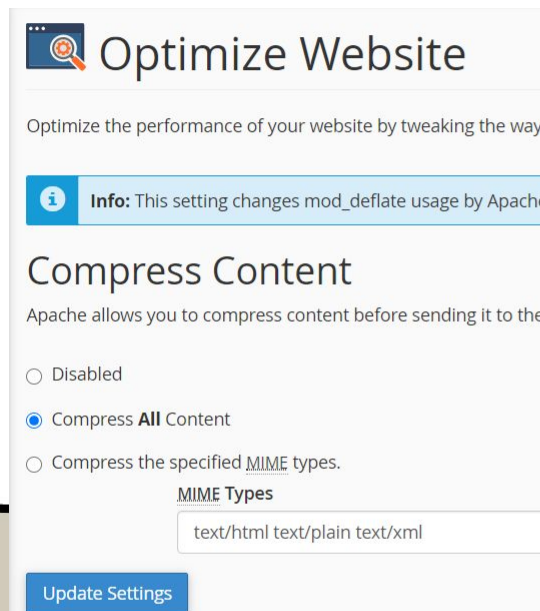 Optimize Website
Optimize the performance of your website by tweaking the way
Info: This setting changes mod_deflate usage by Apache
Compress Content
Apache allows you to compress content before sending it to the
Disabled
Compress All Content
Compress the specified MIME types.
MIME Types
text/html text/plain text/xml
Update Settings